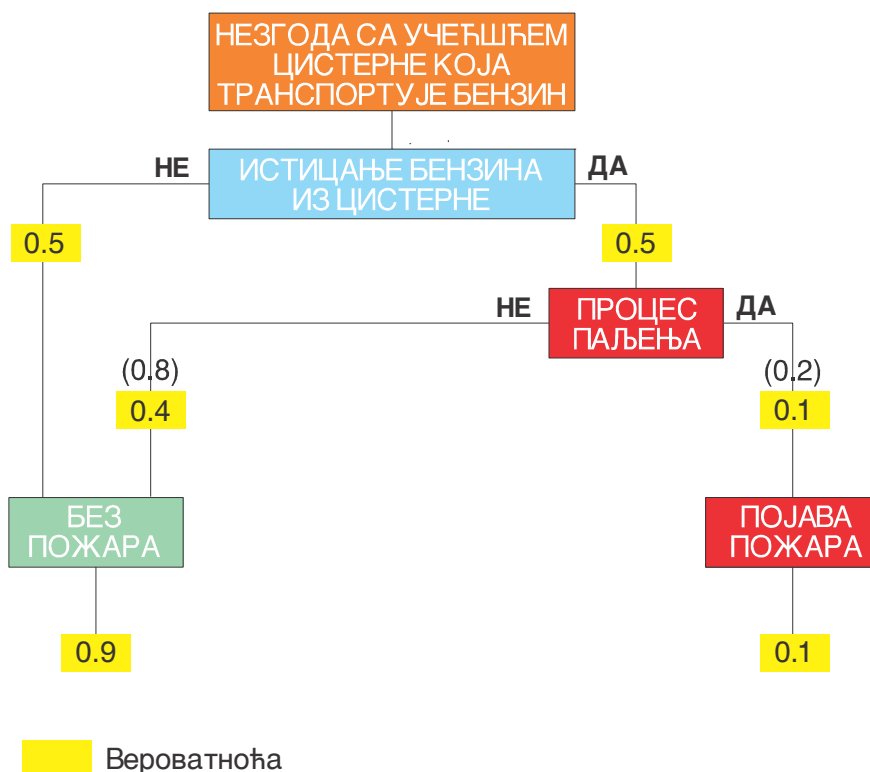 НЕЗГОДА СА УЧЕЋШЋЕМ
ЦИСТЕРНЕ КОЈА
ТРАНСПОРТУЈЕ БЕНЗИН
НЕ
ИСТИЦАЊЕ БЕНЗИНА
ИЗ ЦИСТЕРНЕ
ДА
0.5
0.5
НЕ
ПРОЦЕС
ПАЉЕЊА
ДА
(0.8)
(0.2)
0.4
0.1
БЕЗ
ПОЖАРА
ПОЈАВА
ПОЖАРА
0.9
0.1
Вероватноћа